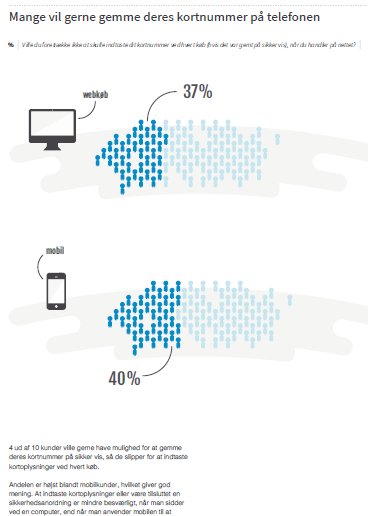 Mange vil gerne gemme deres kortnummer på telefonen
% Ville du foretrække ikke at skulle indtaste dit kortnummer ved hvert køb (hvis det var gemt på sikker vis), når du handler på nettet?
webkøb
37%
mobil
40%
4 ud af 10 kunder ville gerne have mulighed for at gemme
deres kortnummer på sikker vis, så de slipper for at indtaste
kortoplysninger ved hvert køb.
Andelen er højst blandt mobilkunder, hvilket giver god
mening. At indtaste kortoplysninger eller være tilsluttet en
sikkerhedsanordning er mindre besværligt, når man sidder
ved en computer, end når man anvender mobilen til at